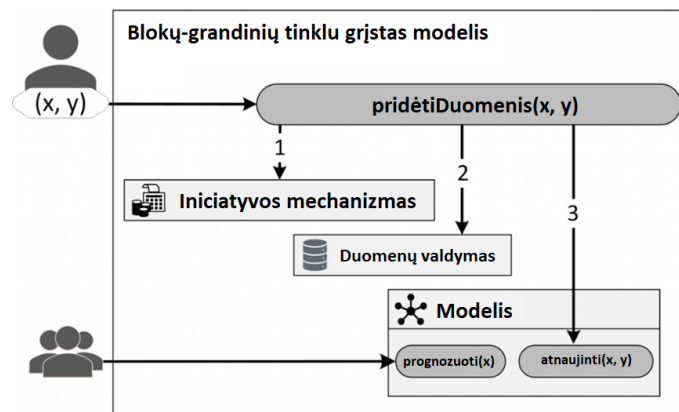 Blokų-grandinių tinklu grįstas modelis
(x, y)
pridėtiDuomenis(x, y)
1
2
3
Iniciatyvos mechanizmas
Duomenų valdymas
Modelis
prognozuoti(x)
atnaujinti(x, y)